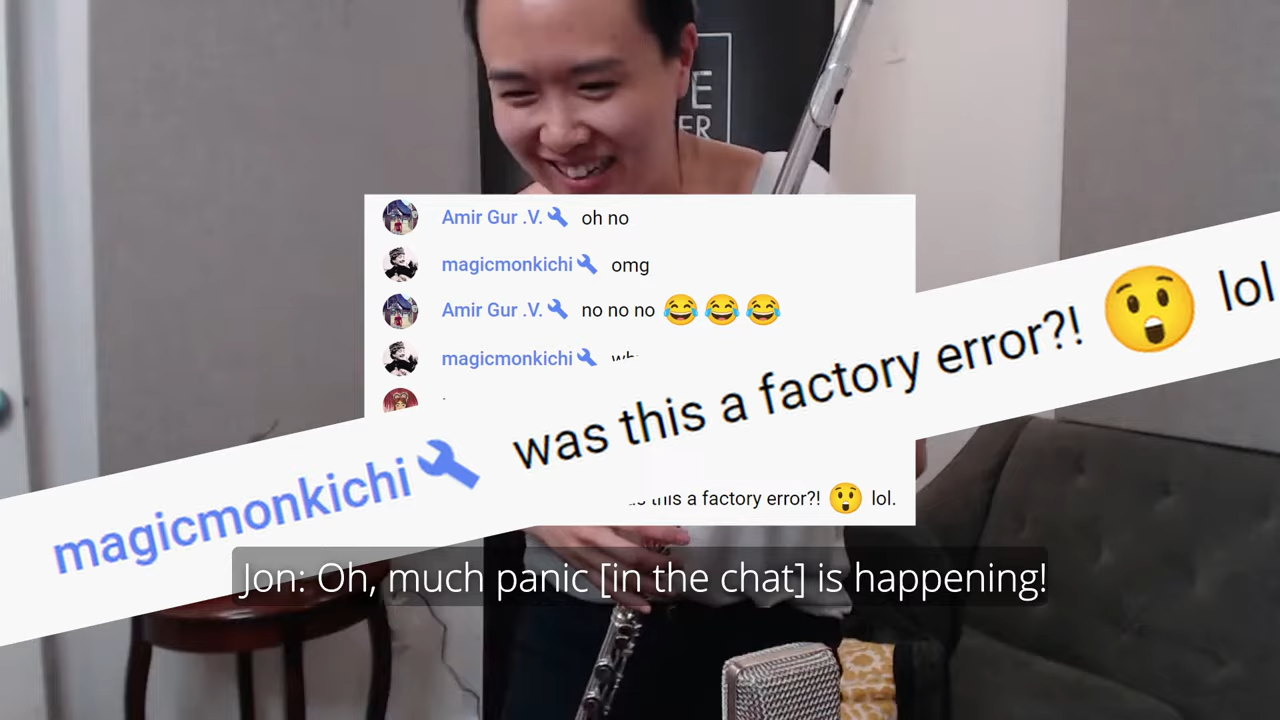 E
ER
Amir Gur .V. oh no
magicmonkichi omg
Amir Gur .V. no no no 😂😂😂
magicmonkichi
magicmonkichi was this a factory error?! 😲 lol
this a factory error?! 😲 lol.
Jon: Oh, much panic [in the chat] is happening!